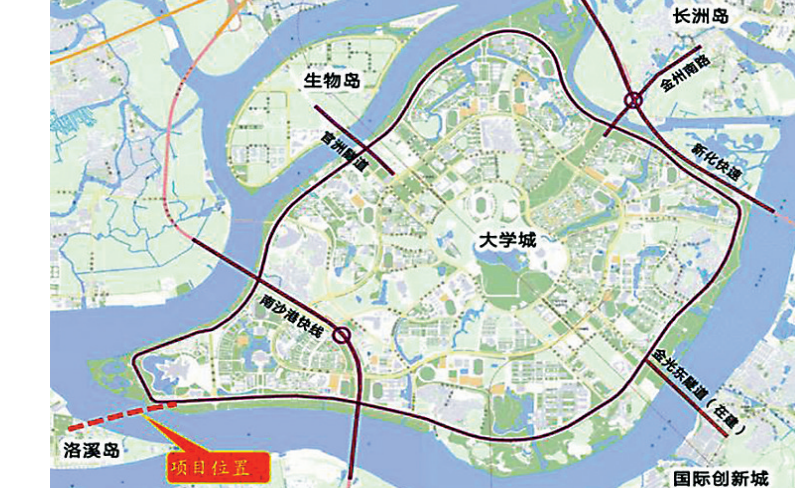 长洲岛
生物岛
金州南路
官洲隧道
新化快速
大学城
南沙港快线
金光东隧道（在建）
洛溪岛
项目位置
国际创新城